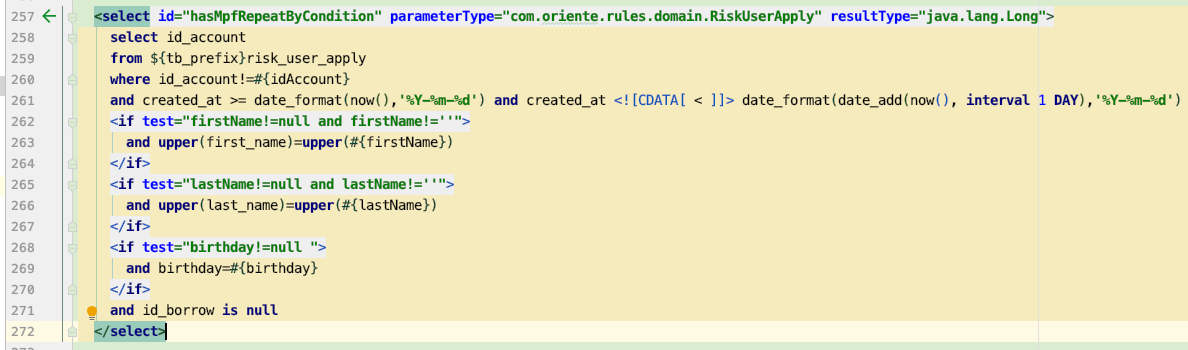 257 <select id="hasMpfRepeatByCondition" parameterType="com.oriente.rules.domain.RiskUserApply" resultType="java.lang.Long">
258 select id_account
259 from ${tb_prefix}risk_user_apply
260 where id_account!=#{idAccount}
261 and created_at >= date_format(now(),'%Y-%m-%d') and created_at <![CDATA[ < ]]> date_format(date_add(now(), interval 1 DAY),'%Y-%m-%d')
262 <if test="firstName!=null and firstName!=''">
263 and upper(first_name)=upper(#{firstName})
264 </if>
265 <if test="lastName!=null and lastName!=''">
266 and upper(last_name)=upper(#{lastName})
267 </if>
268 <if test="birthday!=null ">
269 and birthday=#{birthday}
270 </if>
271 and id_borrow is null
272 </select>